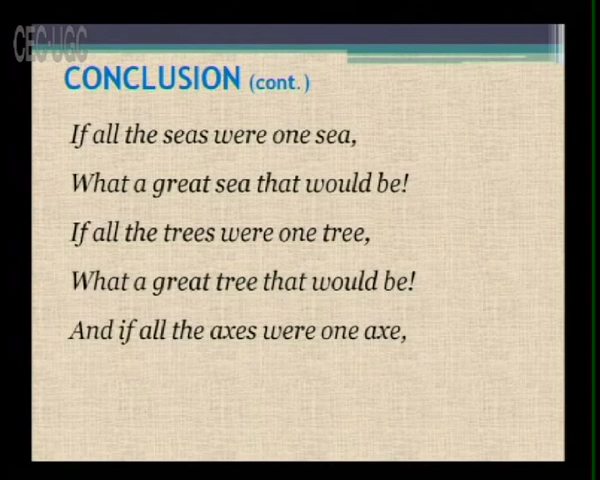 CEC-UGC
CONCLUSION (cont.)
If all the seas were one sea,
What a great sea that would be!
If all the trees were one tree,
What a great tree that would be!
And if all the axes were one axe,